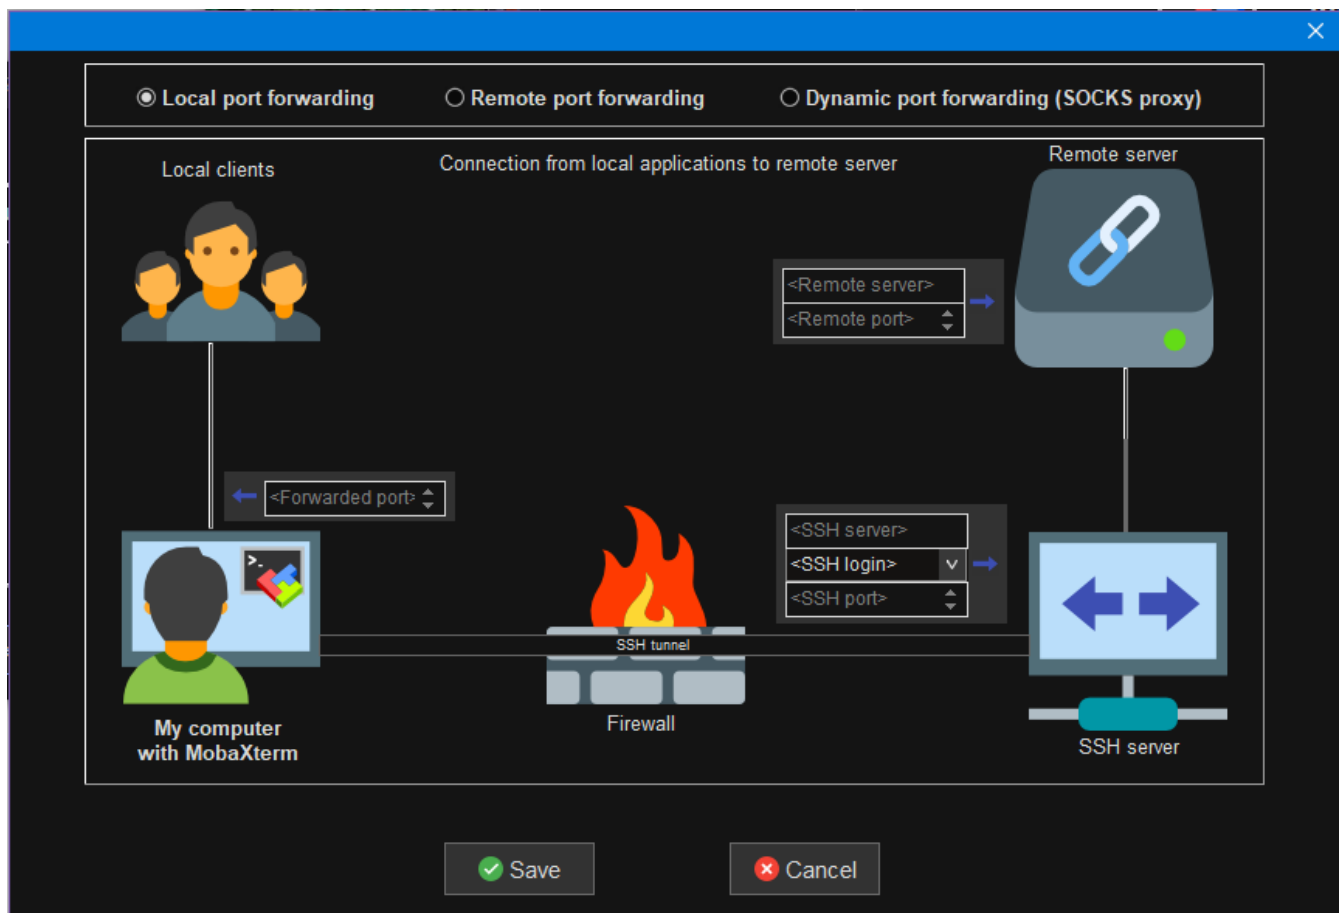 Local port forwarding
Remote port forwarding
Dynamic port forwarding (SOCKS proxy)
Local clients
Connection from local applications to remote server
Remote server
<Remote server>
<Remote port>
<Forwarded port>
<SSH server>
<SSH login>
<SSH port>
>_
SSH tunnel
My computer
with MobaXterm
Firewall
SSH server
Save
Cancel